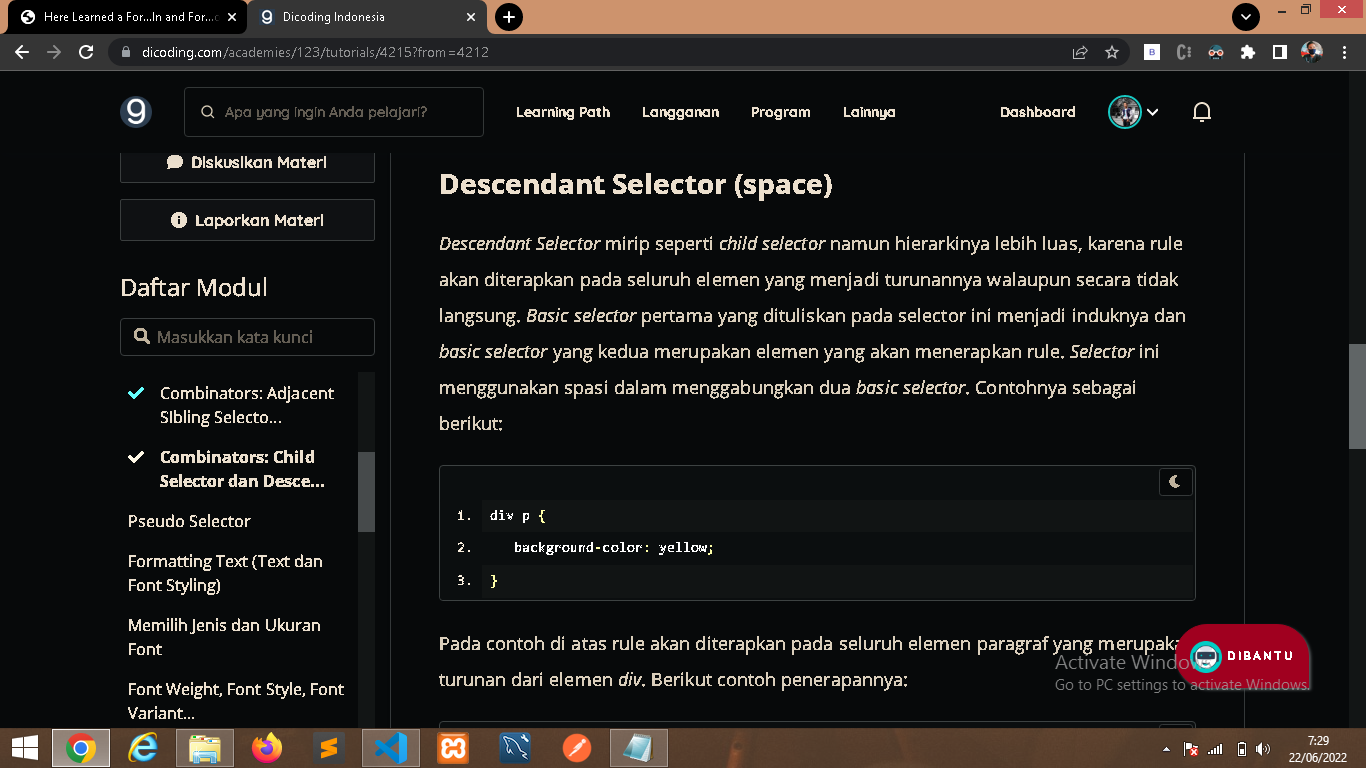 Here Learned a For...In and For...o
Dicoding Indonesia
dicoding.com/academies/123/tutorials/4215?from=4212
Apa yang ingin Anda pelajari?
Learning Path
Langganan
Program
Lainnya
Dashboard
Diskusikan Materi
Laporkan Materi
Daftar Modul
Masukkan kata kunci
Combinators: Adjacent
SIbling Selecto...
Combinators: Child
Selector dan Desce...
Pseudo Selector
Formatting Text (Text dan
Font Styling)
Memilih Jenis dan Ukuran
Font
Font Weight, Font Style, Font
Variant...
Descendant Selector (space)
Descendant Selector mirip seperti child selector namun hierarkinya lebih luas, karena rule
akan diterapkan pada seluruh elemen yang menjadi turunannya walaupun secara tidak
langsung. Basic selector pertama yang dituliskan pada selector ini menjadi induknya dan
basic selector yang kedua merupakan elemen yang akan menerapkan rule. Selector ini
menggunakan spasi dalam menggabungkan dua basic selector. Contohnya sebagai
berikut:
1. div p {
2. background-color: yellow;
3. }
Pada contoh di atas rule akan diterapkan pada seluruh elemen paragraf yang merupaka
turunan dari elemen div. Berikut contoh penerapannya:
DIBANTU
Activate Windo
Go to PC settings to activate Windows.
7:29
22/06/2022